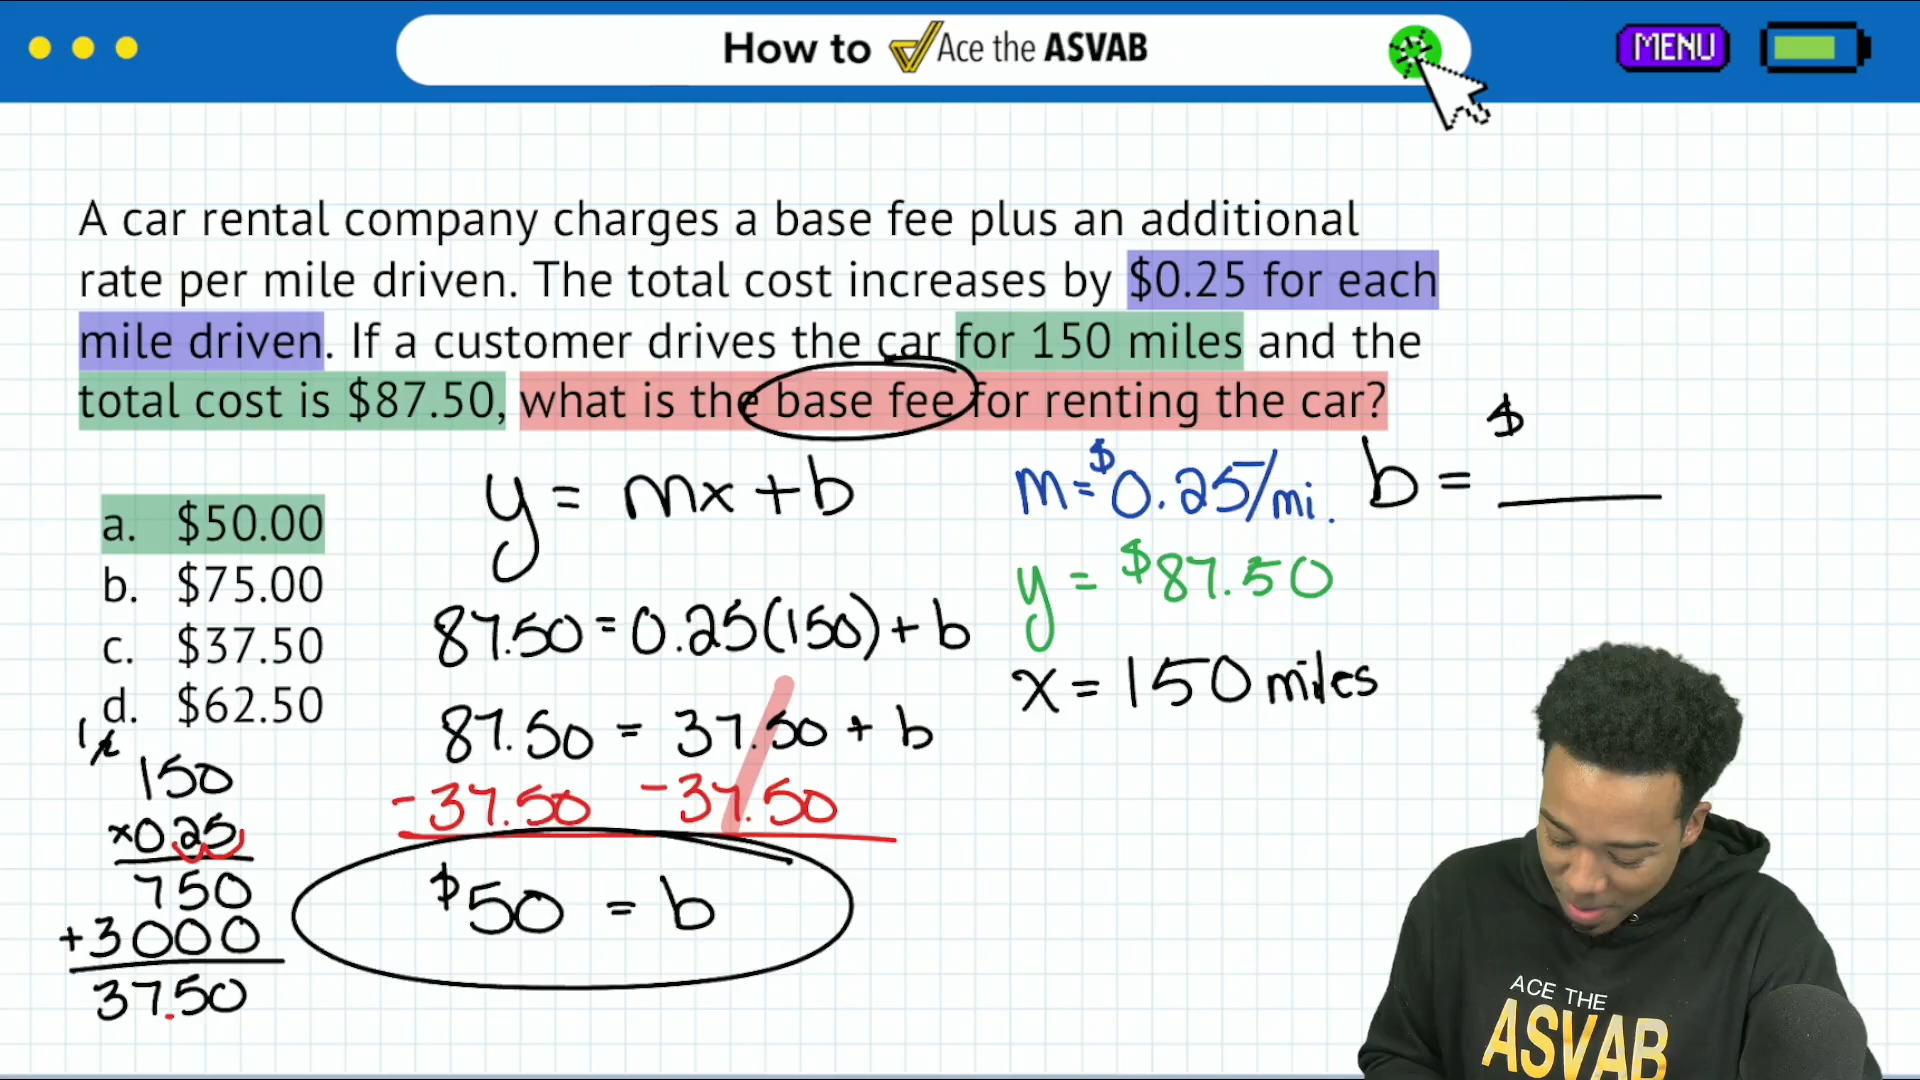 How to Ace the ASVAB
MENU
A car rental company charges a base fee plus an additional
rate per mile driven. The total cost increases by $0.25 for each
mile driven. If a customer drives the car for 150 miles and the
total cost is $87.50, what is the base fee for renting the car?
a. $50.00
b. $75.00
c. $37.50
d. $62.50
y = mx + b
87.50 = 0.25(150) + b
87.50 = 37.50 + b
-37.50 -37.50
$50 = b
m = $0.25/mi.
y = $87.50
x = 150 miles
b = $
1
150
×0.25
750
+3000
37.50
ACE THE
ASVAB